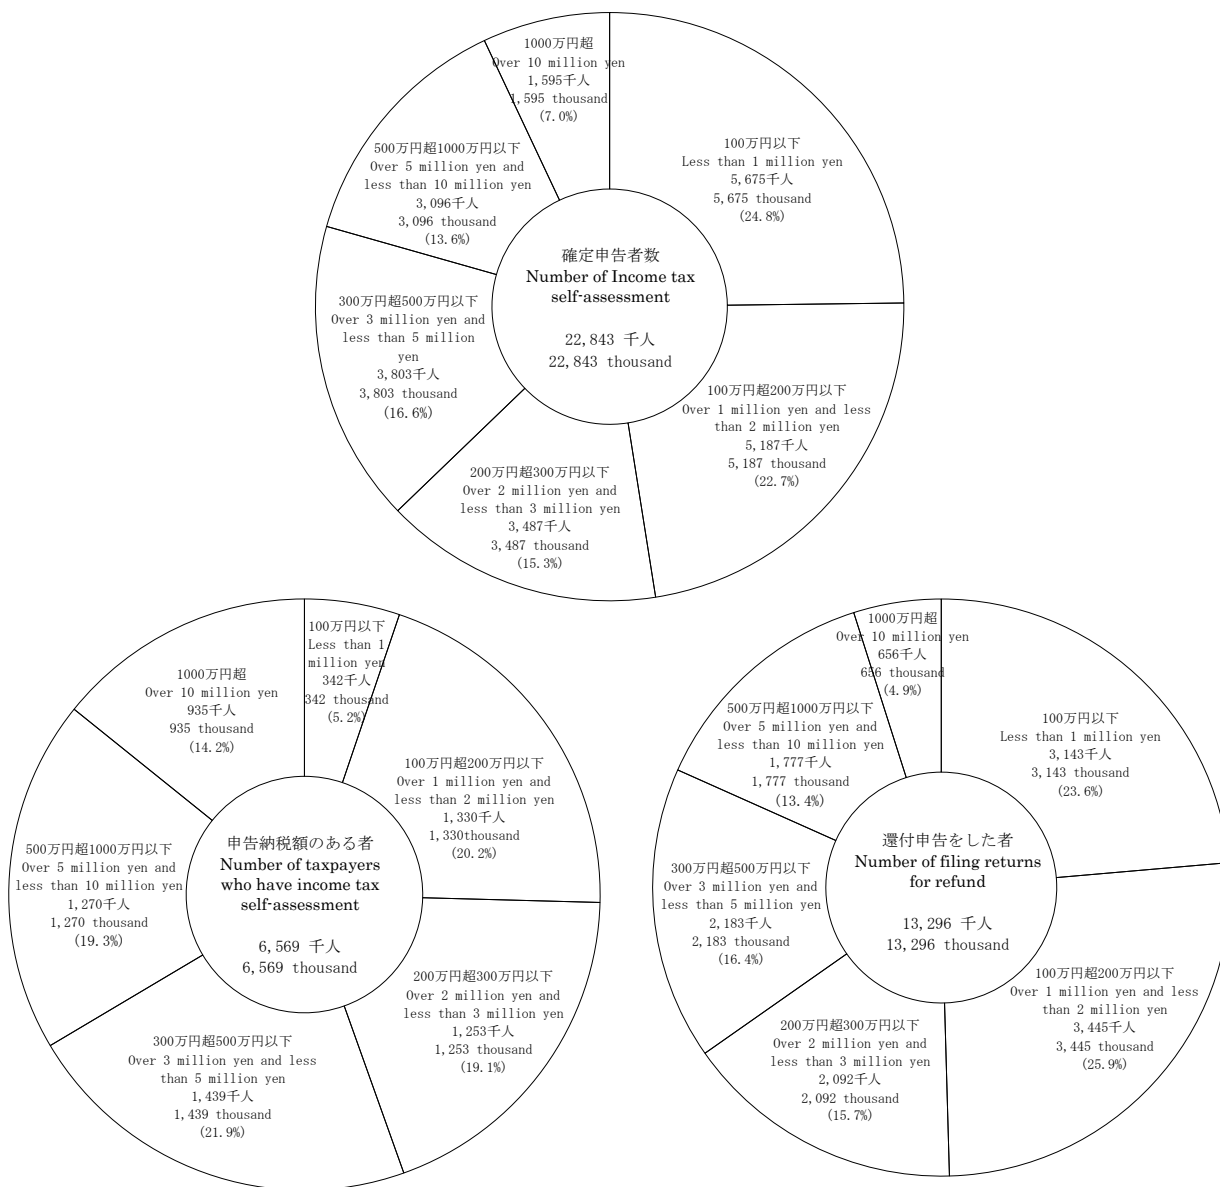 1000万円超
Over 10 million yen
1,595千人
1,595 thousand
(7.0%)
100万円以下
Less than 1 million yen
5,675千人
5,675 thousand
(24.8%)
500万円超1000万円以下
Over 5 million yen and
less than 10 million yen
3,096千人
3,096 thousand
(13.6%)
確定申告者数
Number of Income tax
self-assessment
22,843 千人
22,843 thousand
300万円超500万円以下
Over 3 million yen and
less than 5 million
yen
3,803千人
3,803 thousand
(16.6%)
100万円超200万円以下
Over 1 million yen and less
than 2 million yen
5,187千人
5,187 thousand
(22.7%)
200万円超300万円以下
Over 2 million yen and
less than 3 million yen
3,487千人
3,487 thousand
(15.3%)
100万円以下
Less than 1
million yen
342千人
342 thousand
(5.2%)
1000万円超
Over 10 million yen
935千人
935 thousand
(14.2%)
100万円超200万円以下
Over 1 million yen and
less than 2 million yen
1,330千人
1,330thousand
(20.2%)
500万円超1000万円以下
Over 5 million yen and
less than 10 million yen
1,270千人
1,270 thousand
(19.3%)
申告納税額のある者
Number of taxpayers
who have income tax
self-assessment
6,569 千人
6,569 thousand
200万円超300万円以下
Over 2 million yen and
less than 3 million yen
1,253千人
1,253 thousand
(19.1%)
300万円超500万円以下
Over 3 million yen and less
than 5 million yen
1,439千人
1,439 thousand
(21.9%)
1000万円超
Over 10 million yen
656千人
656 thousand
(4.9%)
500万円超1000万円以下
Over 5 million yen and
less than 10 million yen
1,777千人
1,777 thousand
(13.4%)
100万円以下
Less than 1 million yen
3,143千人
3,143 thousand
(23.6%)
還付申告をした者
Number of filing returns
for refund
13,296 千人
13,296 thousand
300万円超500万円以下
Over 3 million yen and
less than 5 million yen
2,183千人
2,183 thousand
(16.4%)
100万円超200万円以下
Over 1 million yen and less
than 2 million yen
3,445千人
3,445 thousand
(25.9%)
200万円超300万円以下
Over 2 million yen and
less than 3 million yen
2,092千人
2,092 thousand
(15.7%)